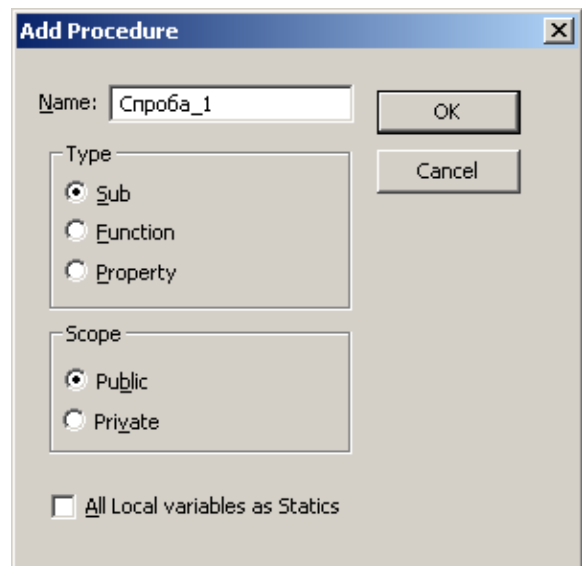 Add Procedure
Name: Спроба_1
OK
Type
Cancel
Sub
Function
Property
Scope
Public
Private
All Local variables as Statics